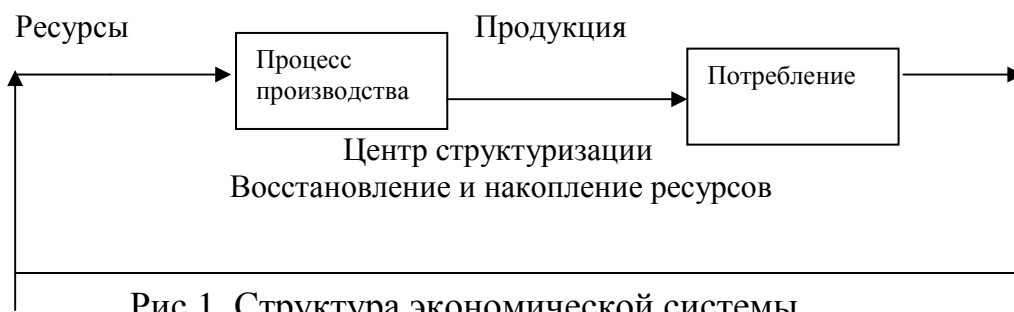 Ресурсы
Продукция
Процесс
производства
Потребление
Центр структуризации
Восстановление и накопление ресурсов
Рис.1. Структура экономической системы